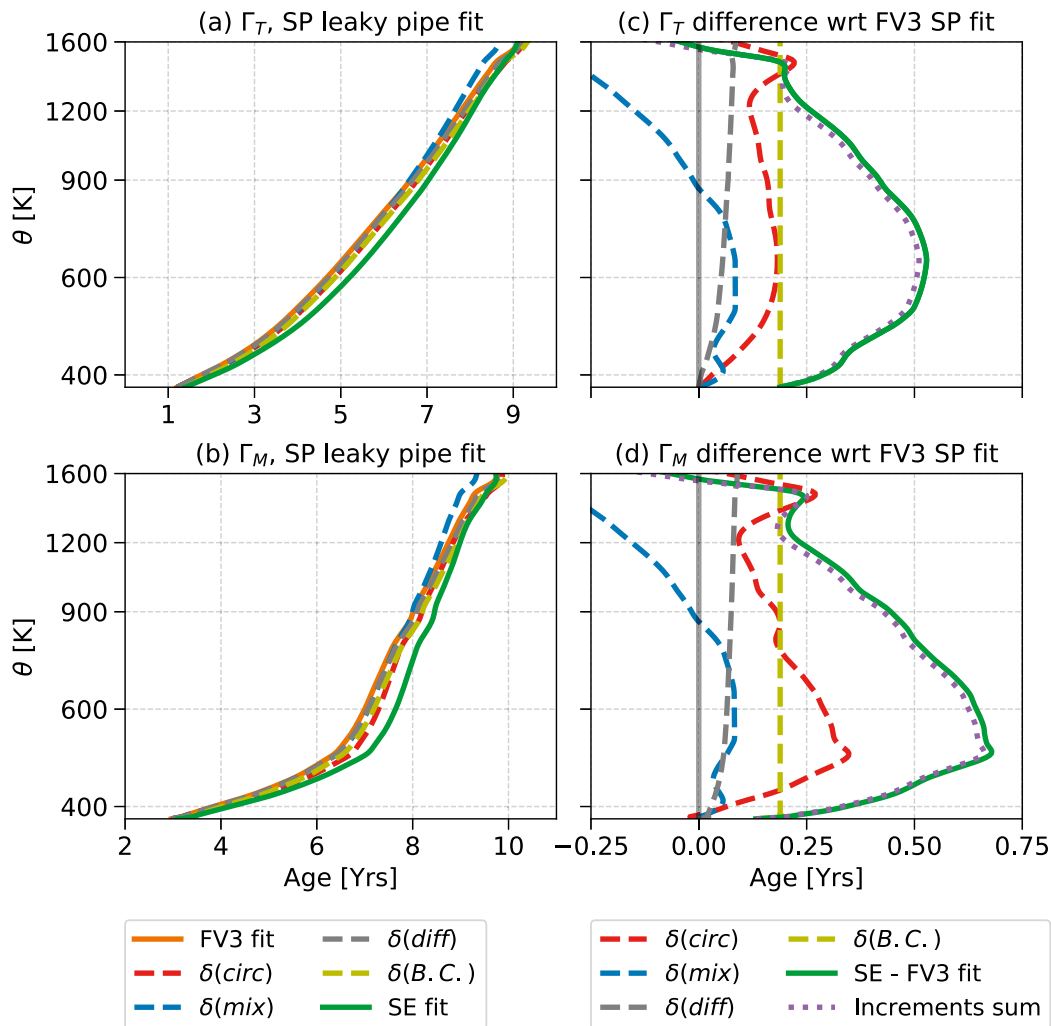 (a) Γ_T, SP leaky pipe fit
(c) Γ_T difference wrt FV3 SP fit
1600
1200
900
600
400
θ [K]
1 3 5 7 9
(b) Γ_M, SP leaky pipe fit
(d) Γ_M difference wrt FV3 SP fit
1600
1200
900
600
400
θ [K]
2 4 6 8 10
−0.25 0.00 0.25 0.50 0.75
Age [Yrs]
Age [Yrs]
FV3 fit
δ(circ)
δ(mix)
δ(diff)
δ(B.C.)
SE fit
δ(circ)
δ(mix)
δ(diff)
δ(B.C.)
SE - FV3 fit
Increments sum